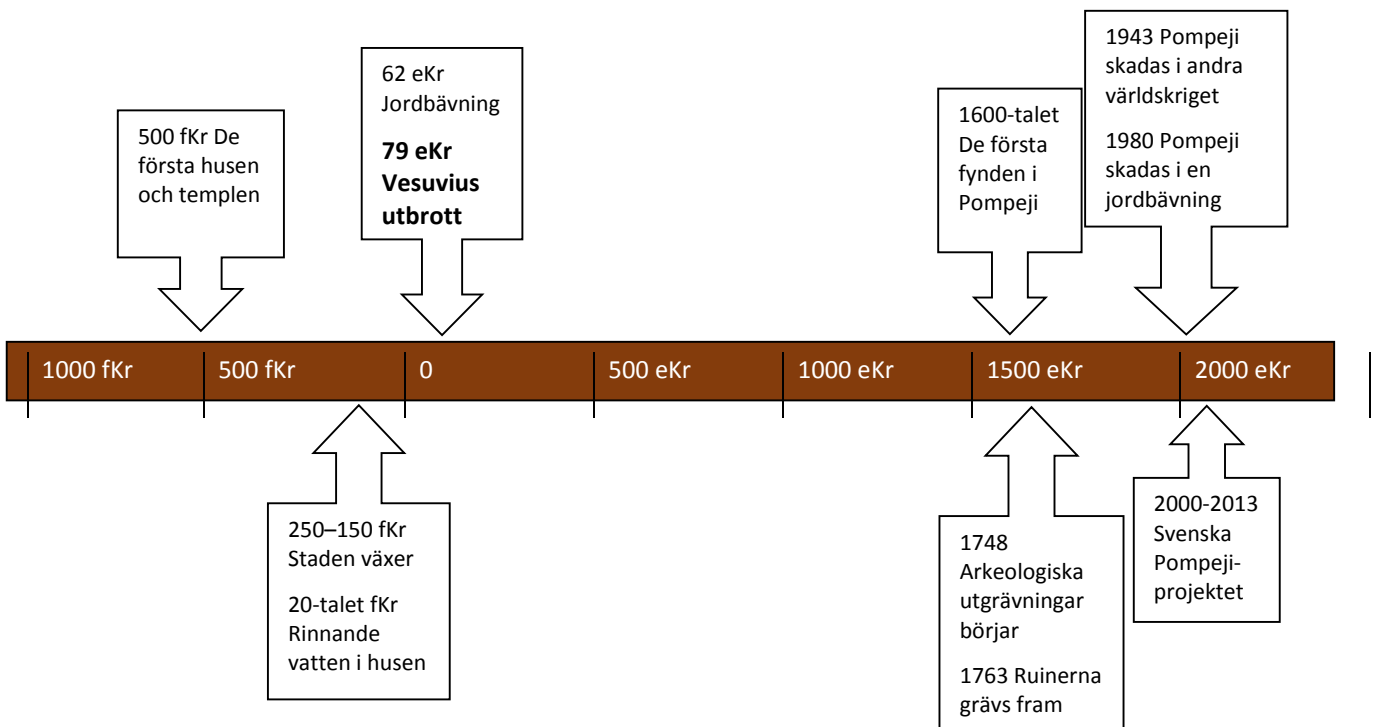 500 fKr De
första husen
och templen
62 eKr
Jordbävning
79 eKr
Vesuvius
utbrott
1600-talet
De första
fynden i
Pompeji
1943 Pompeji
skadas i andra
världskriget
1980 Pompeji
skadas i en
jordbävning
1000 fKr
500 fKr
0
500 eKr
1000 eKr
1500 eKr
2000 eKr
250–150 fKr
Staden växer
20-talet fKr
Rinnande
vatten i husen
1748
Arkeologiska
utgrävningar
börjar
1763 Ruinerna
grävs fram
2000-2013
Svenska
Pompeji-
projektet